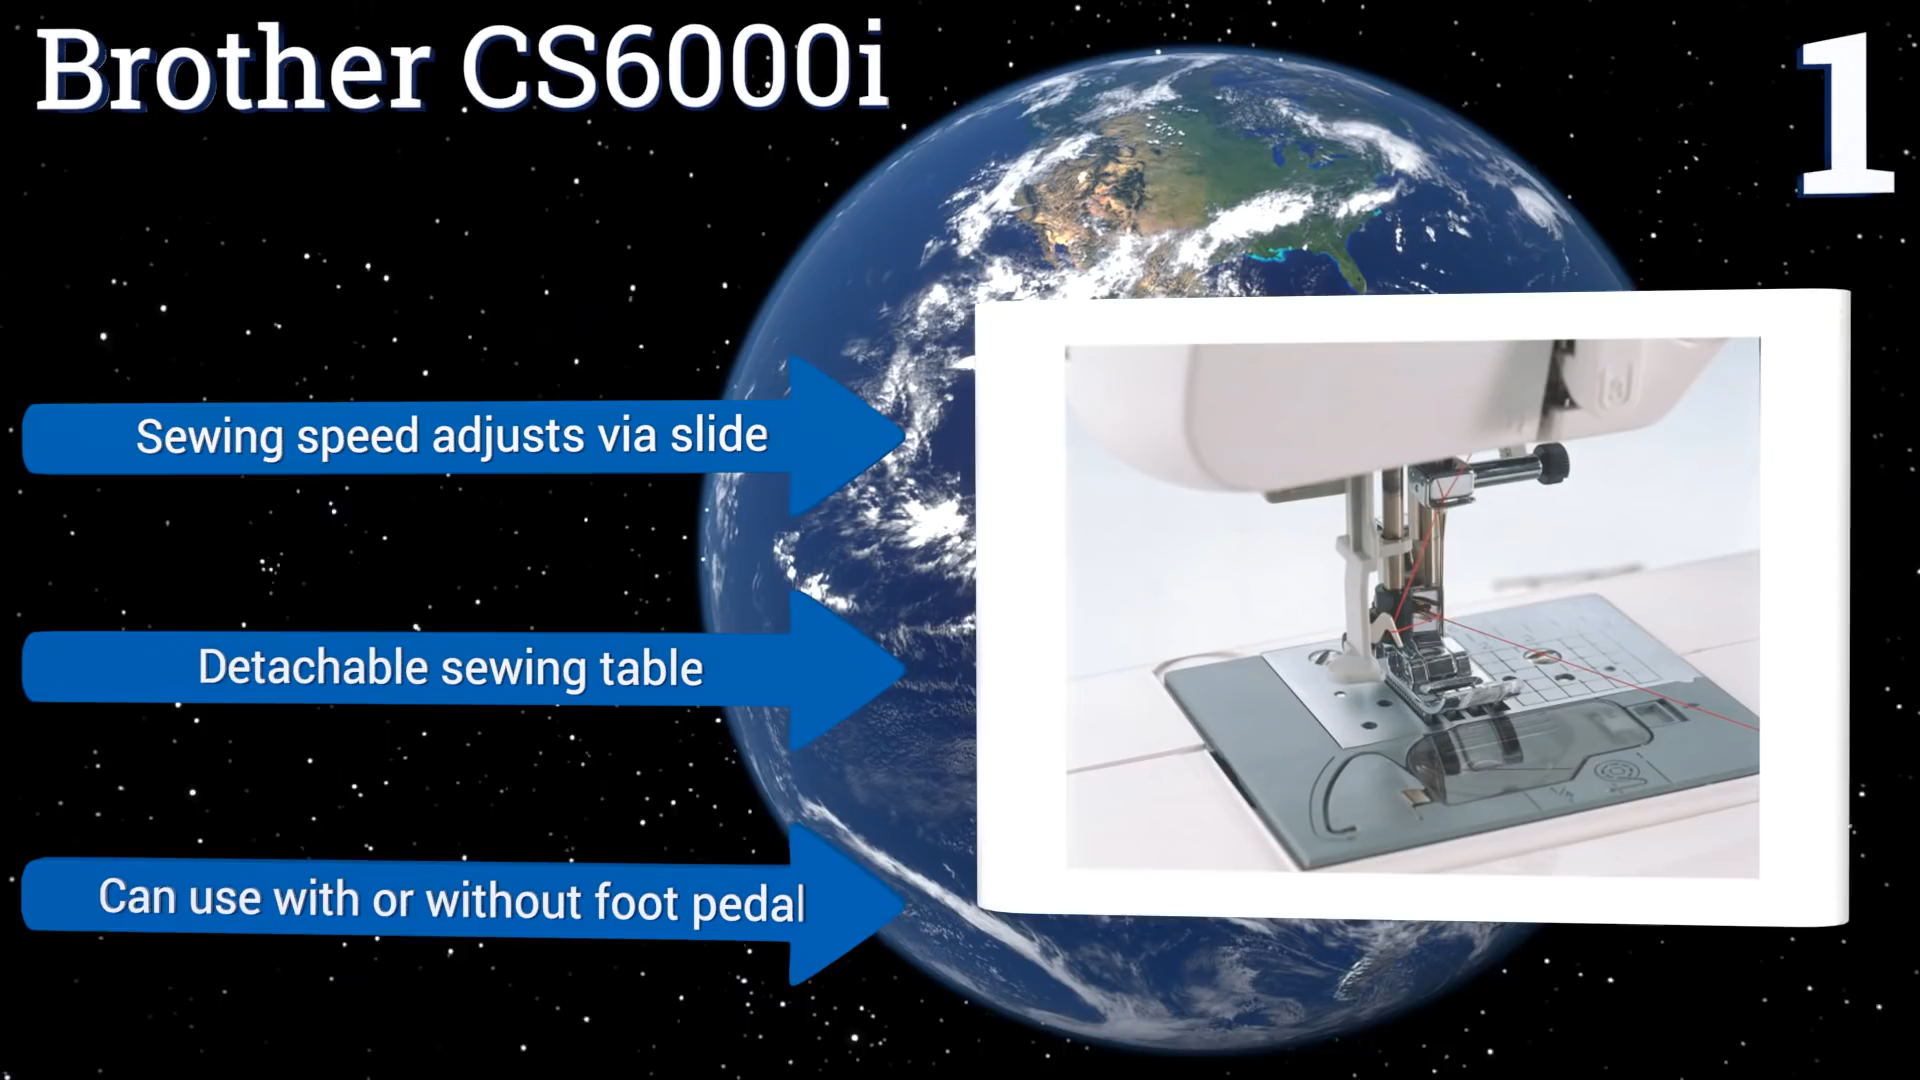 Brother CS6000i
1
Sewing speed adjusts via slide
Detachable sewing table
Can use with or without foot pedal